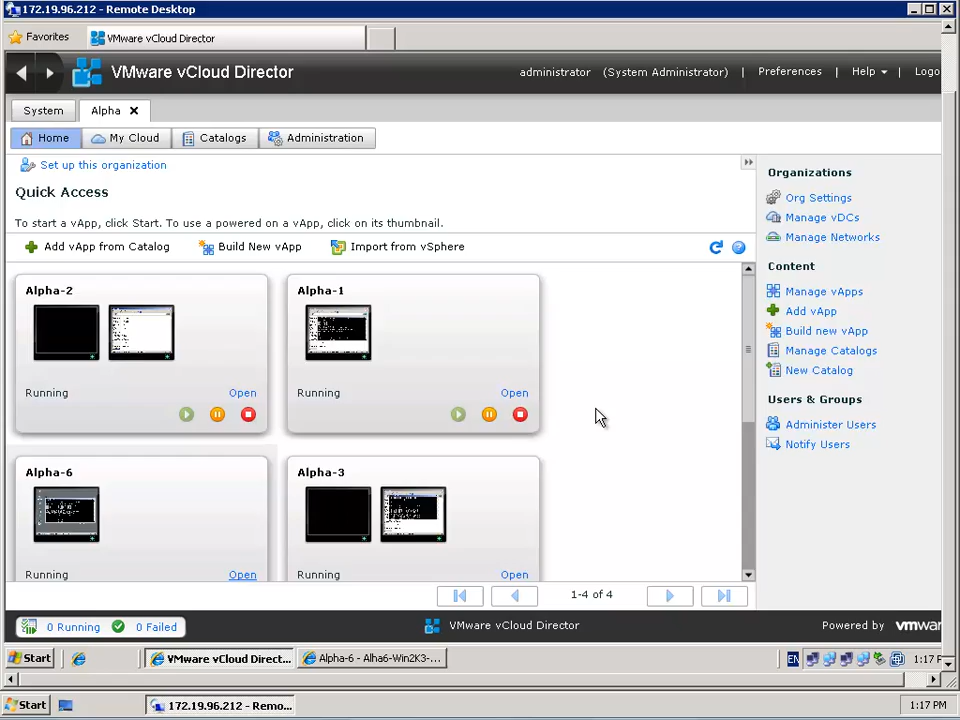 172.19.96.212 - Remote Desktop
Favorites
VMware vCloud Director
VMware vCloud Director
administrator (System Administrator) | Preferences | Help | Logo
System
Alpha
Home
My Cloud
Catalogs
Administration
Set up this organization
Quick Access
To start a vApp, click Start. To use a powered on a vApp, click on its thumbnail.
Add vApp from Catalog
Build New vApp
Import from vSphere
Alpha-2
Running
Open
Alpha-1
Running
Open
Alpha-6
Running
Open
Alpha-3
Running
Open
1-4 of 4
Organizations
Org Settings
Manage vDCs
Manage Networks
Content
Manage vApps
Add vApp
Build new vApp
Manage Catalogs
New Catalog
Users & Groups
Administer Users
Notify Users
0 Running
0 Failed
VMware vCloud Director
Powered by vmwar
Start
VMware vCloud Direct...
Alpha-6 - Alha6-Win2K3-...
EN
1:17 P
Start
172.19.96.212 - Remo...
1:17 PM